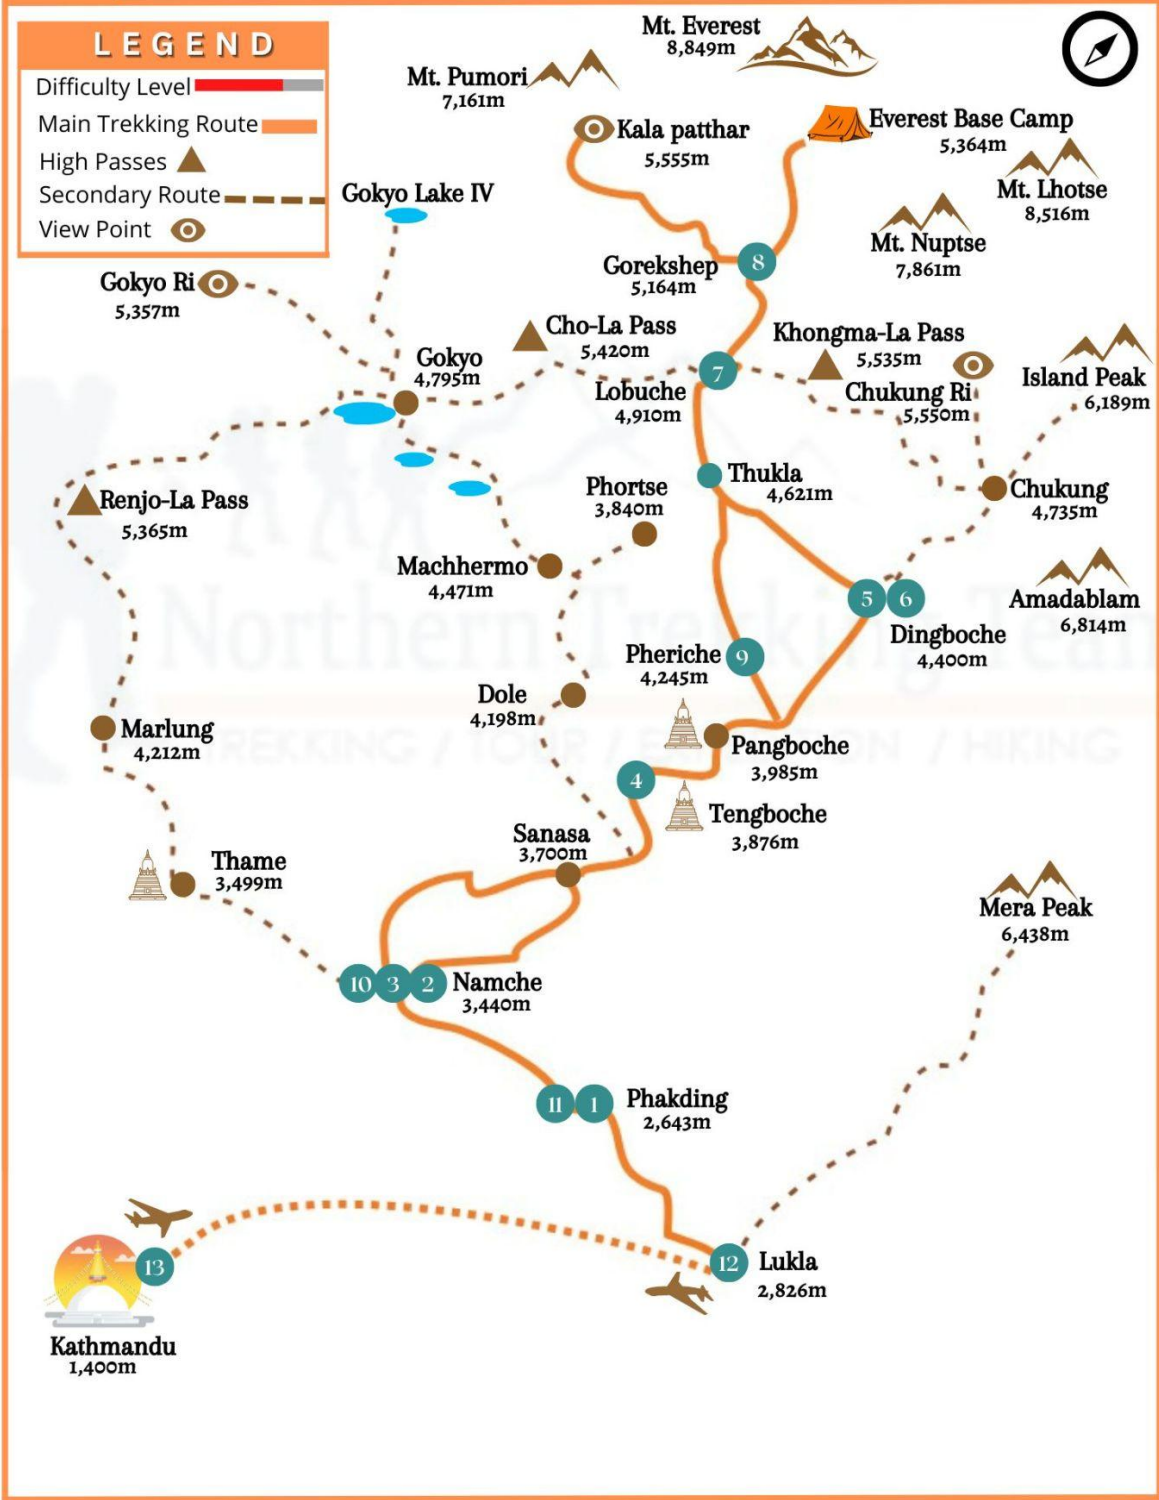 LEGEND
Difficulty Level
Main Trekking Route
High Passes
Secondary Route
View Point
Mt. Everest
8,849m
Mt. Pumori
7,161m
Kala patthar
5,555m
Everest Base Camp
5,364m
Mt. Lhotse
8,516m
Gokyo Lake IV
Mt. Nuptse
7,861m
Gokyo Ri
5,357m
Gorekshep
5,164m
8
Cho-La Pass
5,420m
Khongma-La Pass
5,535m
Gokyo
4,795m
7
Lobuche
4,910m
Chukung Ri
5,550m
Island Peak
6,189m
Thukla
4,621m
Phortse
3,840m
Chukung
4,735m
Renjo-La Pass
5,365m
Machhermo
4,471m
5 6
Dingboche
4,400m
Amadablam
6,814m
Northern Trekking Team
TREKKING / TOUR / EXPEDITION / HIKING
Pheriche 9
4,245m
Dole
4,198m
Marlung
4,212m
Pangboche
3,985m
4
Tengboche
3,876m
Sanasa
3,700m
Thame
3,499m
Mera Peak
6,438m
10 3 2 Namche
3,440m
11 1 Phakding
2,643m
13
12 Lukla
2,826m
Kathmandu
1,400m